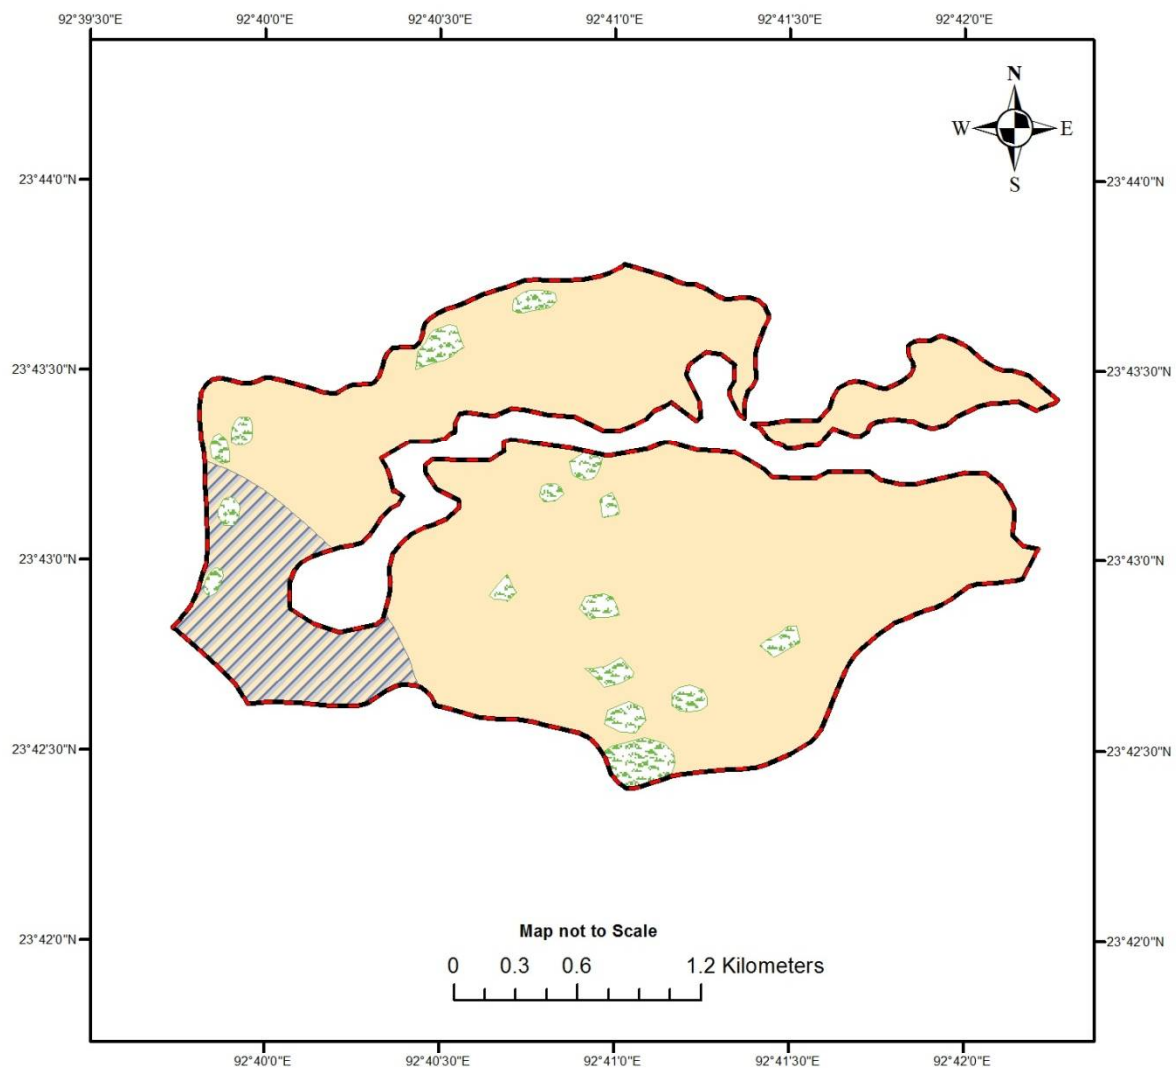 92°39'30"E 92°40'0"E 92°40'30"E 92°41'0"E 92°41'30"E 92°42'0"E
N
W E
S
23°44'0"N 23°44'0"N
23°43'30"N 23°43'30"N
23°43'0"N 23°43'0"N
23°42'30"N 23°42'30"N
Map not to Scale
23°42'0"N 23°42'0"N
0 0.3 0.6 1.2 Kilometers
92°40'0"E 92°40'30"E 92°41'0"E 92°41'30"E 92°42'0"E